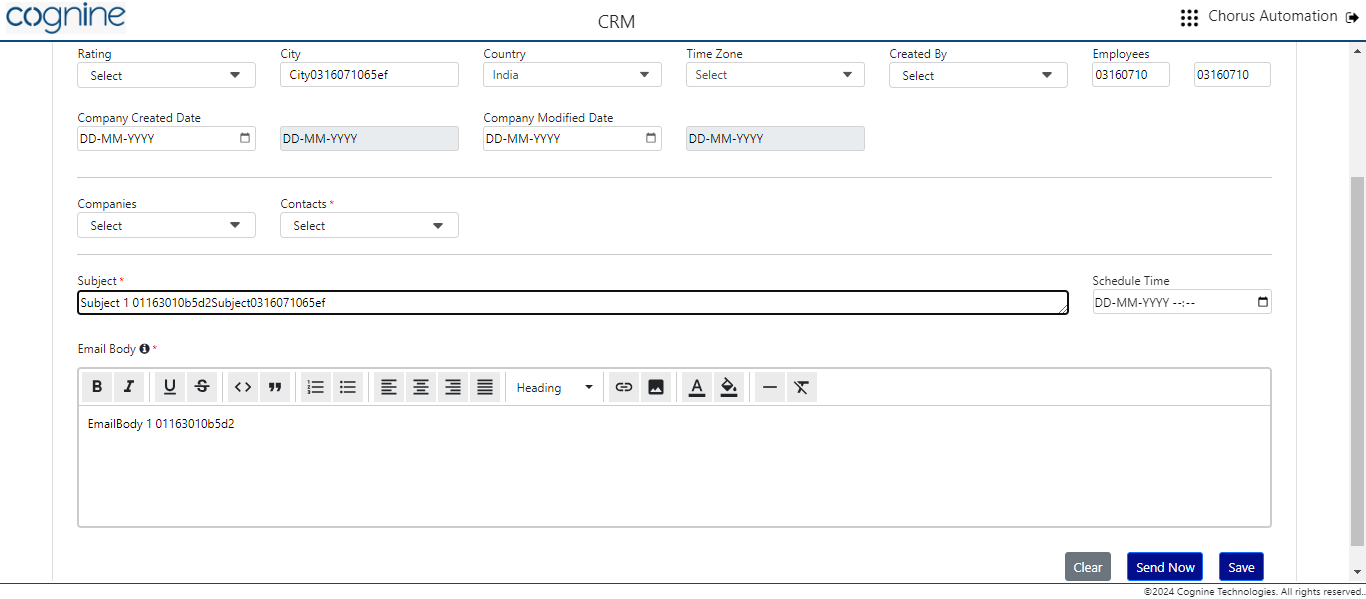 cognine
CRM
Chorus Automation
Rating City Country Time Zone Created By Employees
Select City0316071065ef India Select Select 03160710 03160710
Company Created Date Company Modified Date
DD-MM-YYYY DD-MM-YYYY DD-MM-YYYY DD-MM-YYYY
Companies Contacts *
Select Select
Subject * Schedule Time
Subject 1 01163010b5d2Subject0316071065ef DD-MM-YYYY --:--
Email Body *
B I U S Heading A
EmailBody 1 01163010b5d2
Clear Send Now Save
©2024 Cognine Technologies. All rights reserved.